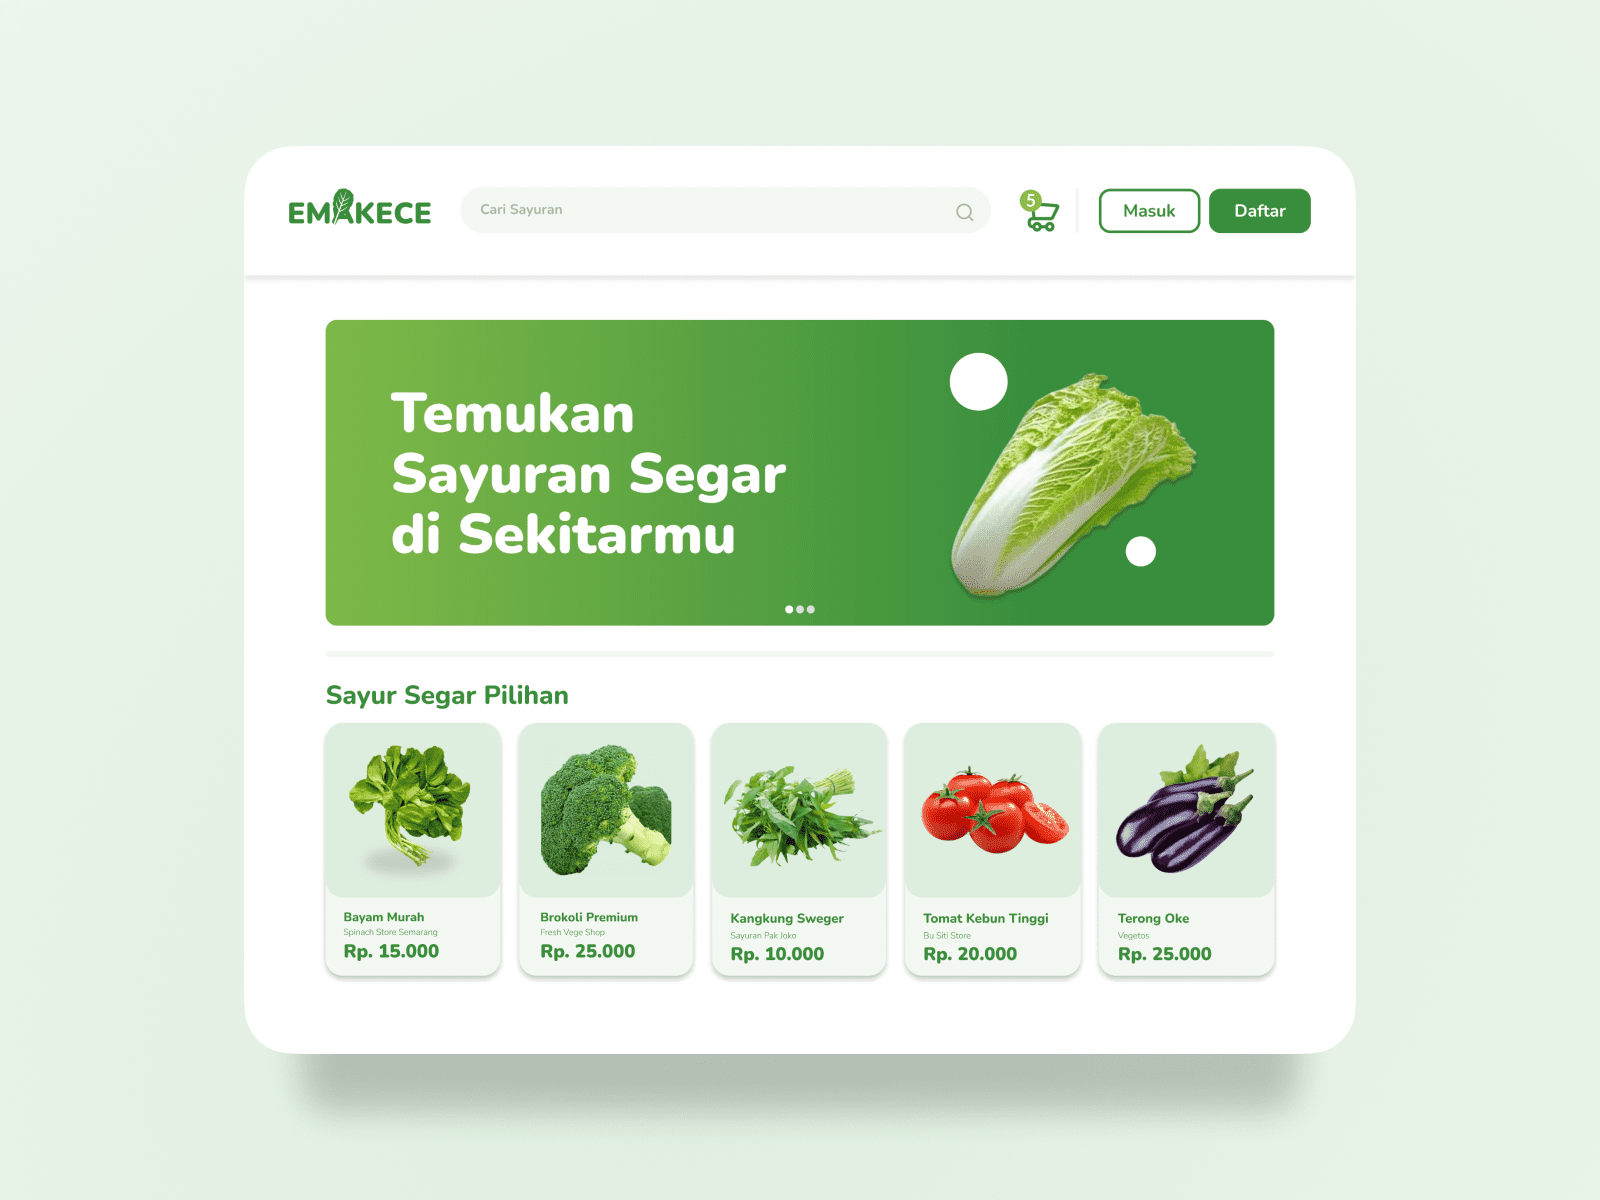 EMAKECE
Cari Sayuran
5
Masuk
Daftar
Temukan
Sayuran Segar
di Sekitarmu
Sayur Segar Pilihan
Bayam Murah
Spinach Store Semarang
Rp. 15.000
Brokoli Premium
Fresh Vege Shop
Rp. 25.000
Kangkung Sweger
Sayuran Pak Joko
Rp. 10.000
Tomat Kebun Tinggi
Bu Siti Store
Rp. 20.000
Terong Oke
Vegetos
Rp. 25.000